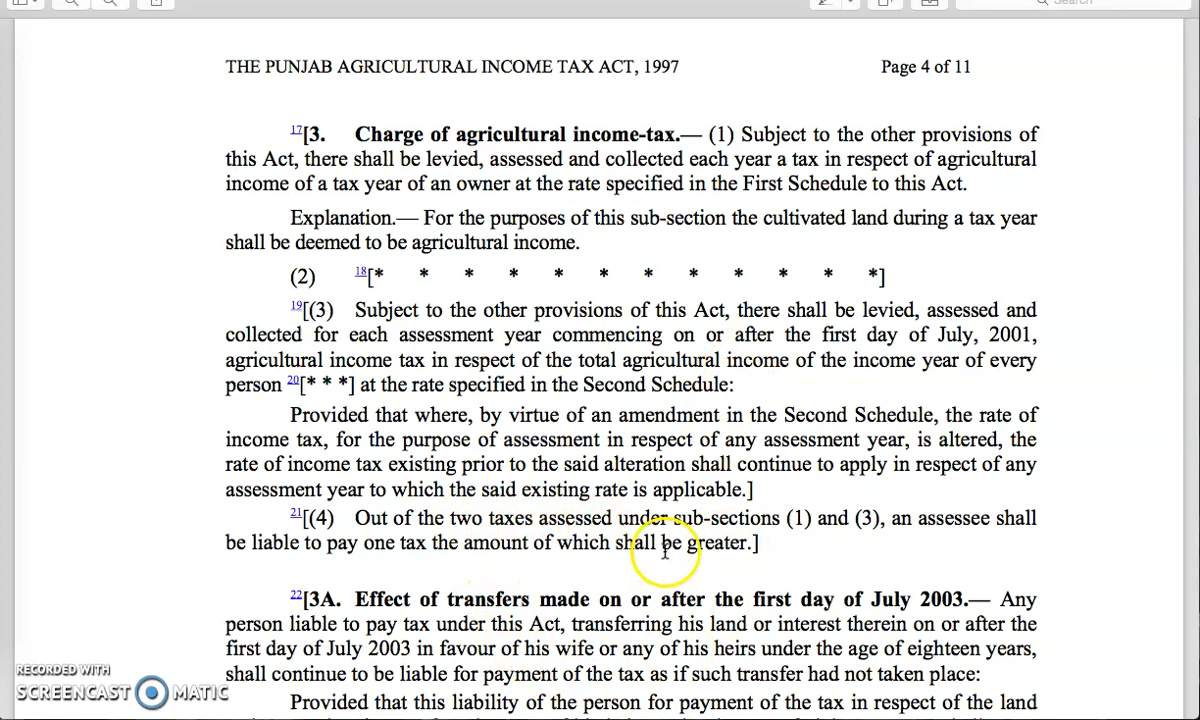 Search
THE PUNJAB AGRICULTURAL INCOME TAX ACT, 1997 Page 4 of 11
17[3. Charge of agricultural income-tax.— (1) Subject to the other provisions of
this Act, there shall be levied, assessed and collected each year a tax in respect of agricultural
income of a tax year of an owner at the rate specified in the First Schedule to this Act.
Explanation.— For the purposes of this sub-section the cultivated land during a tax year
shall be deemed to be agricultural income.
(2) 18[* * * * * * * * * * * *]
19[(3) Subject to the other provisions of this Act, there shall be levied, assessed and
collected for each assessment year commencing on or after the first day of July, 2001,
agricultural income tax in respect of the total agricultural income of the income year of every
person 20[* * *] at the rate specified in the Second Schedule:
Provided that where, by virtue of an amendment in the Second Schedule, the rate of
income tax, for the purpose of assessment in respect of any assessment year, is altered, the
rate of income tax existing prior to the said alteration shall continue to apply in respect of any
assessment year to which the said existing rate is applicable.]
21[(4) Out of the two taxes assessed under sub-sections (1) and (3), an assessee shall
be liable to pay one tax the amount of which shall be greater.]
22[3A. Effect of transfers made on or after the first day of July 2003.— Any
person liable to pay tax under this Act, transferring his land or interest therein on or after the
first day of July 2003 in favour of his wife or any of his heirs under the age of eighteen years,
shall continue to be liable for payment of the tax as if such transfer had not taken place:
Provided that this liability of the person for payment of the tax in respect of the land
RECORDED WITH
SCREENCAST MATIC